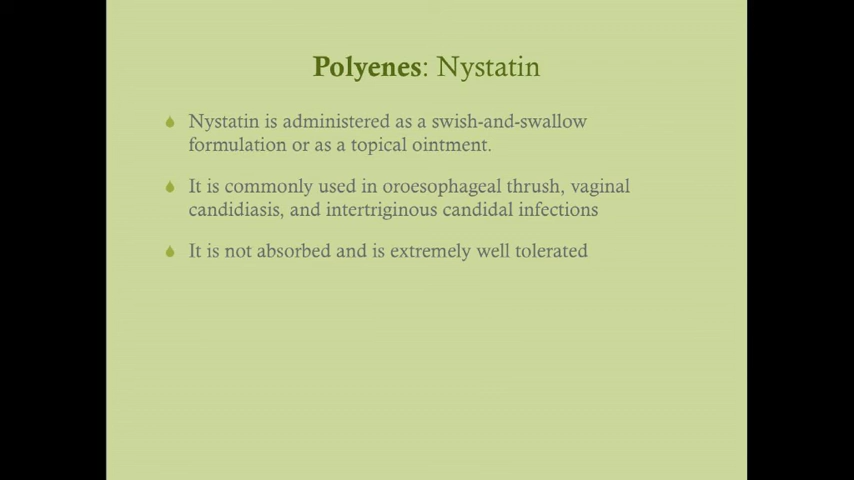 Polyenes: Nystatin
Nystatin is administered as a swish-and-swallow
formulation or as a topical ointment.
It is commonly used in oroesophageal thrush, vaginal
candidiasis, and intertriginous candidal infections
It is not absorbed and is extremely well tolerated